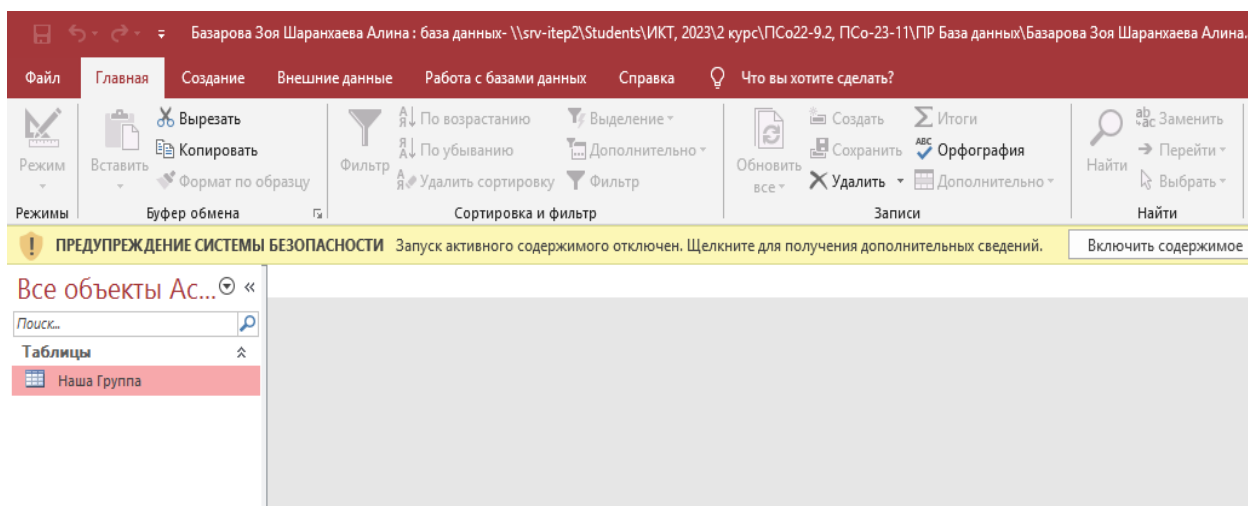 Базарова Зоя Шаранхаева Алина : база данных- \\srv-itep2\Students\ИКТ, 2023\2 курс\ПСо22-9.2, ПСо-23-11\ПР База данных\Базарова Зоя Шаранхаева Алина.
Файл Главная Создание Внешние данные Работа с базами данных Справка Что вы хотите сделать?
Вырезать По возрастанию Выделение Создать Итоги Заменить
Режим Вставить Копировать Фильтр По убыванию Дополнительно Обновить все Сохранить Орфография Найти Перейти
Формат по образцу Удалить сортировку Фильтр Удалить Дополнительно Выбрать
Режимы Буфер обмена Сортировка и фильтр Записи Найти
ПРЕДУПРЕЖДЕНИЕ СИСТЕМЫ БЕЗОПАСНОСТИ Запуск активного содержимого отключен. Щелкните для получения дополнительных сведений. Включить содержимое
Все объекты Ac... «
Поиск...
Таблицы
Наша Группа